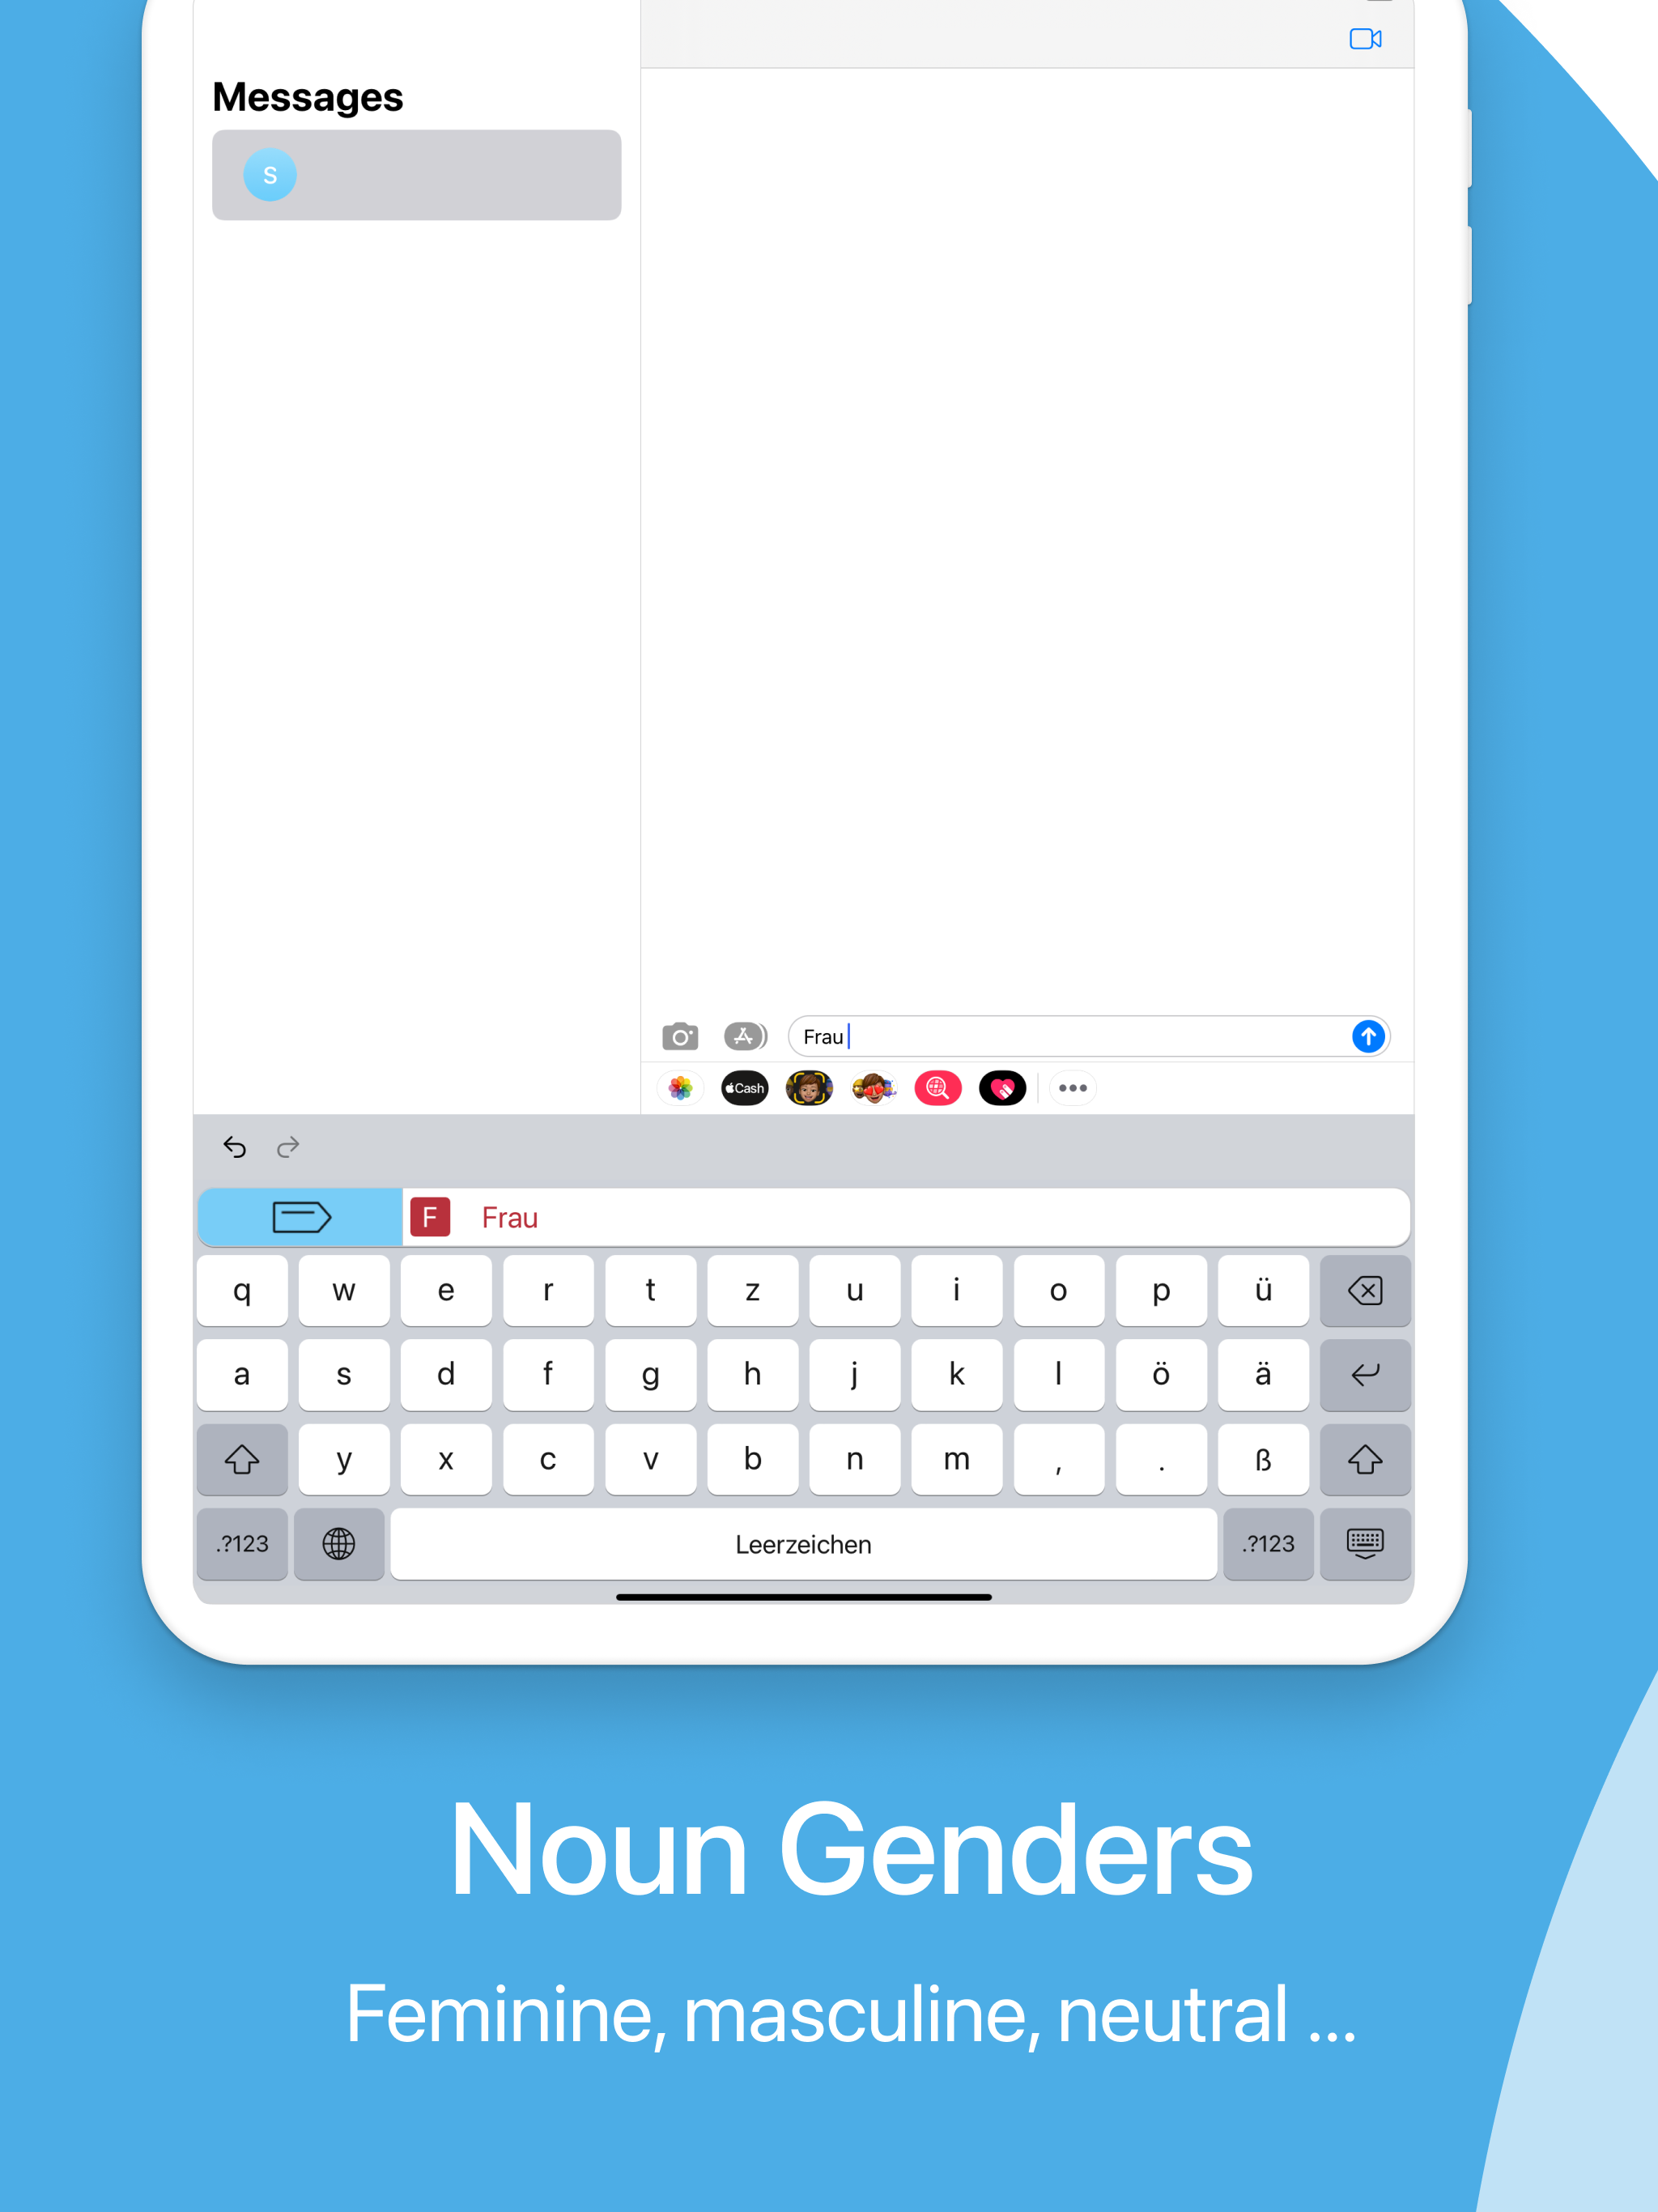 Messages
S
Frau
Cash
F Frau
q w e r t z u i o p ü
a s d f g h j k l ö ä
y x c v b n m , . ß
.?123 Leerzeichen .?123
Noun Genders
Feminine, masculine, neutral ...